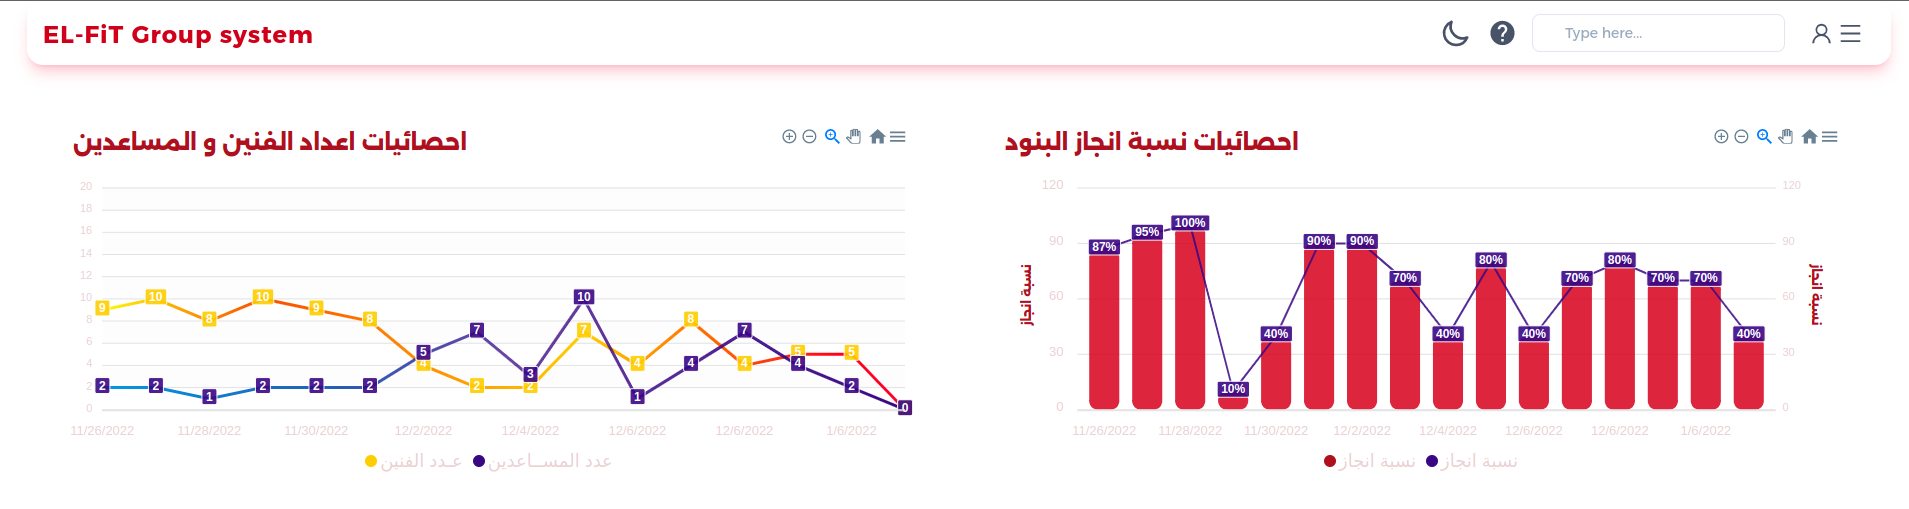 EL-FiT Group system
Type here...
احصائيات اعداد الفنين و المساعدين
20
18
16
14
12
10
8
6
4
2
0
9 10 8 10 9 8 4 2 2 7 4 8 4 5 5 0
2 2 1 2 2 2 5 7 3 10 1 4 7 4 2 0
11/26/2022 11/28/2022 11/30/2022 12/2/2022 12/4/2022 12/6/2022 12/6/2022 1/6/2022
عـدد الفنين عدد المســاعدين
احصائيات نسبة انجاز البنود
نسبة انجاز
120
90
60
30
0
87% 95% 100% 10% 40% 90% 90% 70% 40% 80% 40% 70% 80% 70% 70% 40%
120
90
60
30
0
نسبة انجاز
11/26/2022 11/28/2022 11/30/2022 12/2/2022 12/4/2022 12/6/2022 12/6/2022 1/6/2022
نسبة انجاز نسبة انجاز